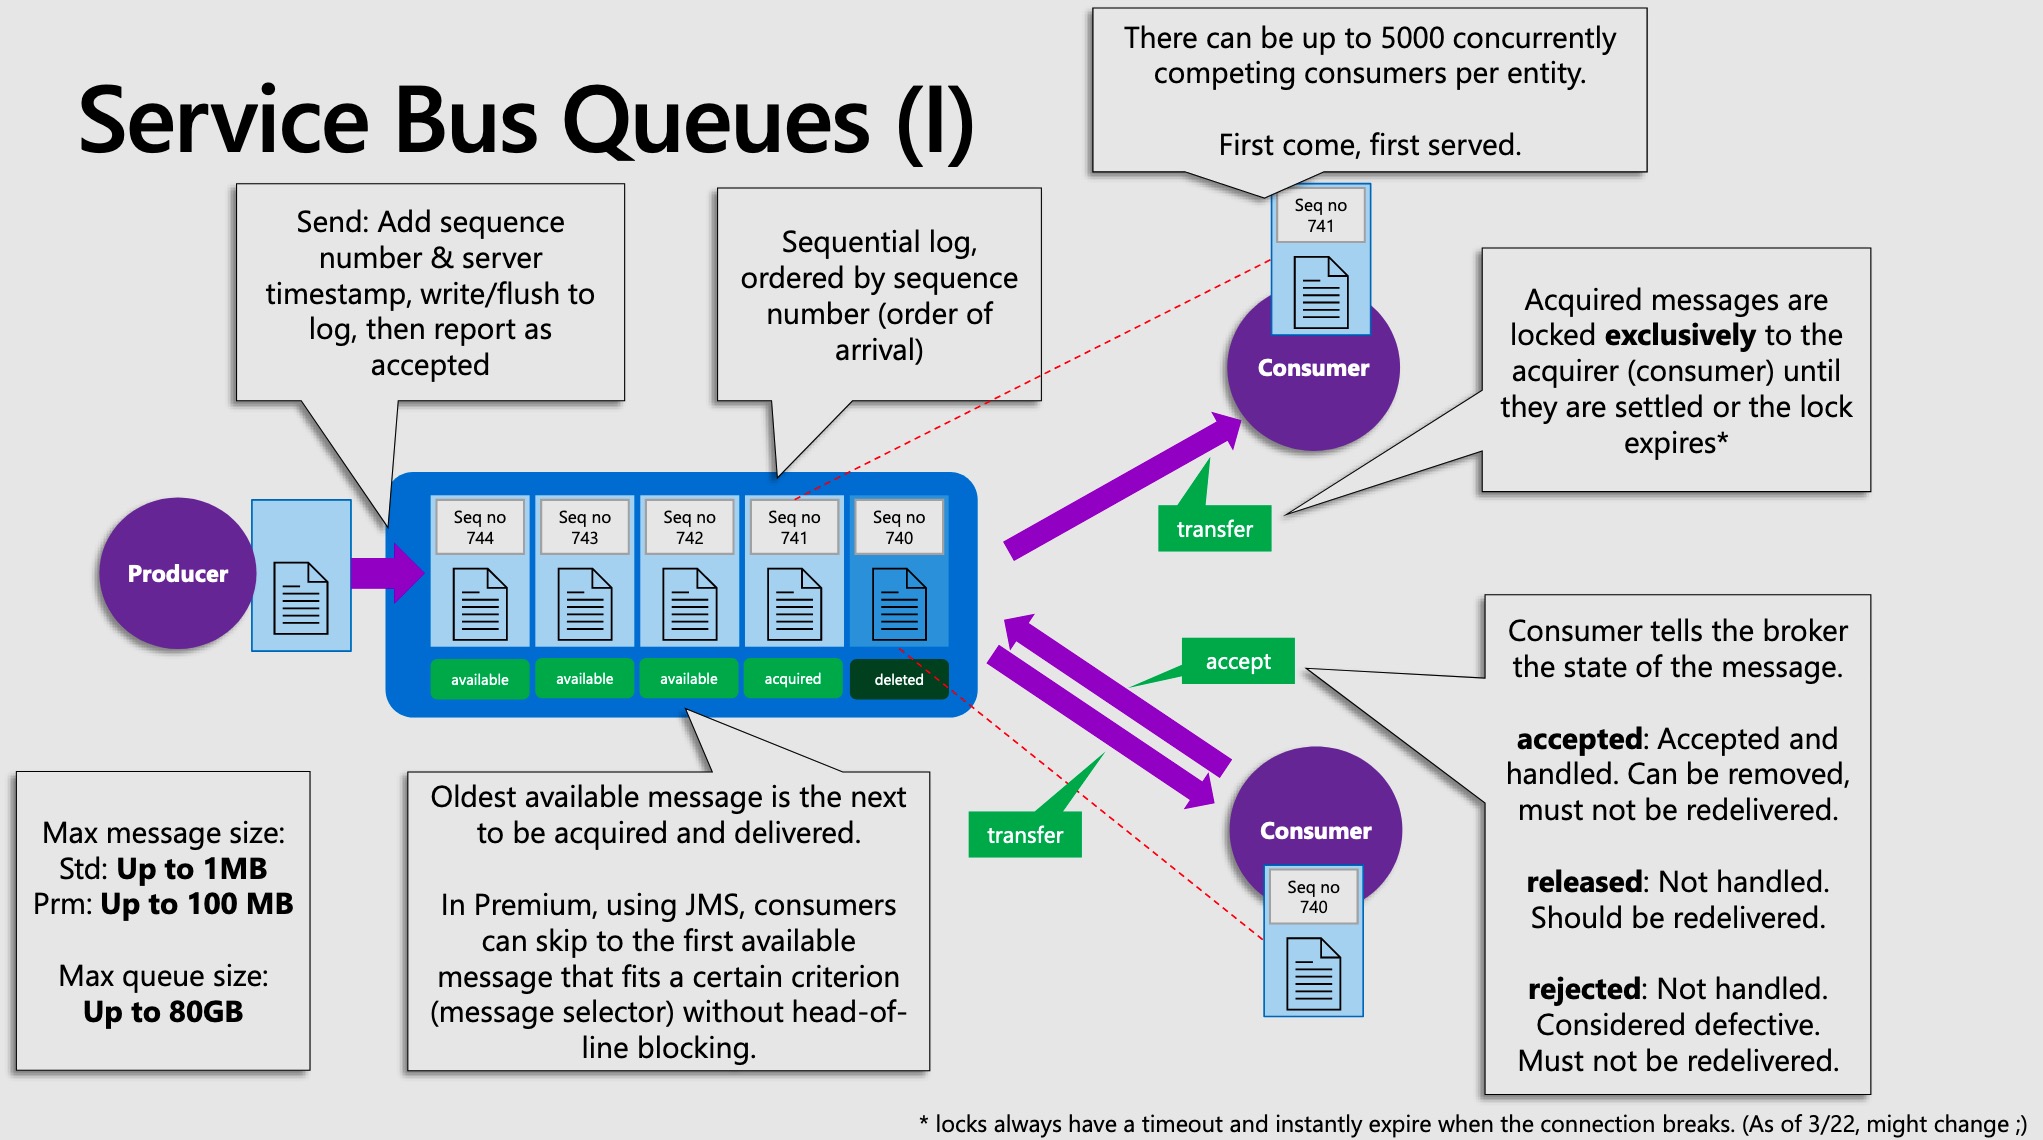 Service Bus Queues (I)
There can be up to 5000 concurrently
competing consumers per entity.
First come, first served.
Send: Add sequence
number & server
timestamp, write/flush to
log, then report as
accepted
Sequential log,
ordered by sequence
number (order of
arrival)
Seq no
741
Consumer
Acquired messages are
locked exclusively to the
acquirer (consumer) until
they are settled or the lock
expires*
transfer
Producer
Seq no
744
Seq no
743
Seq no
742
Seq no
741
Seq no
740
available
available
available
acquired
deleted
accept
transfer
Consumer
Seq no
740
Consumer tells the broker
the state of the message.
accepted: Accepted and
handled. Can be removed,
must not be redelivered.
released: Not handled.
Should be redelivered.
rejected: Not handled.
Considered defective.
Must not be redelivered.
Max message size:
Std: Up to 1MB
Prm: Up to 100 MB
Max queue size:
Up to 80GB
Oldest available message is the next
to be acquired and delivered.
In Premium, using JMS, consumers
can skip to the first available
message that fits a certain criterion
(message selector) without head-of-
line blocking.
* locks always have a timeout and instantly expire when the connection breaks. (As of 3/22, might change ;)